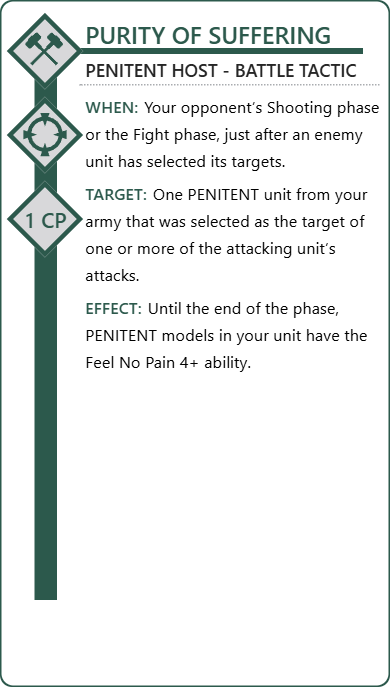 PURITY OF SUFFERING
PENITENT HOST - BATTLE TACTIC
WHEN: Your opponent's Shooting phase
or the Fight phase, just after an enemy
unit has selected its targets.
TARGET: One PENITENT unit from your
army that was selected as the target of
one or more of the attacking unit's
attacks.
1 CP
EFFECT: Until the end of the phase,
PENITENT models in your unit have the
Feel No Pain 4+ ability.